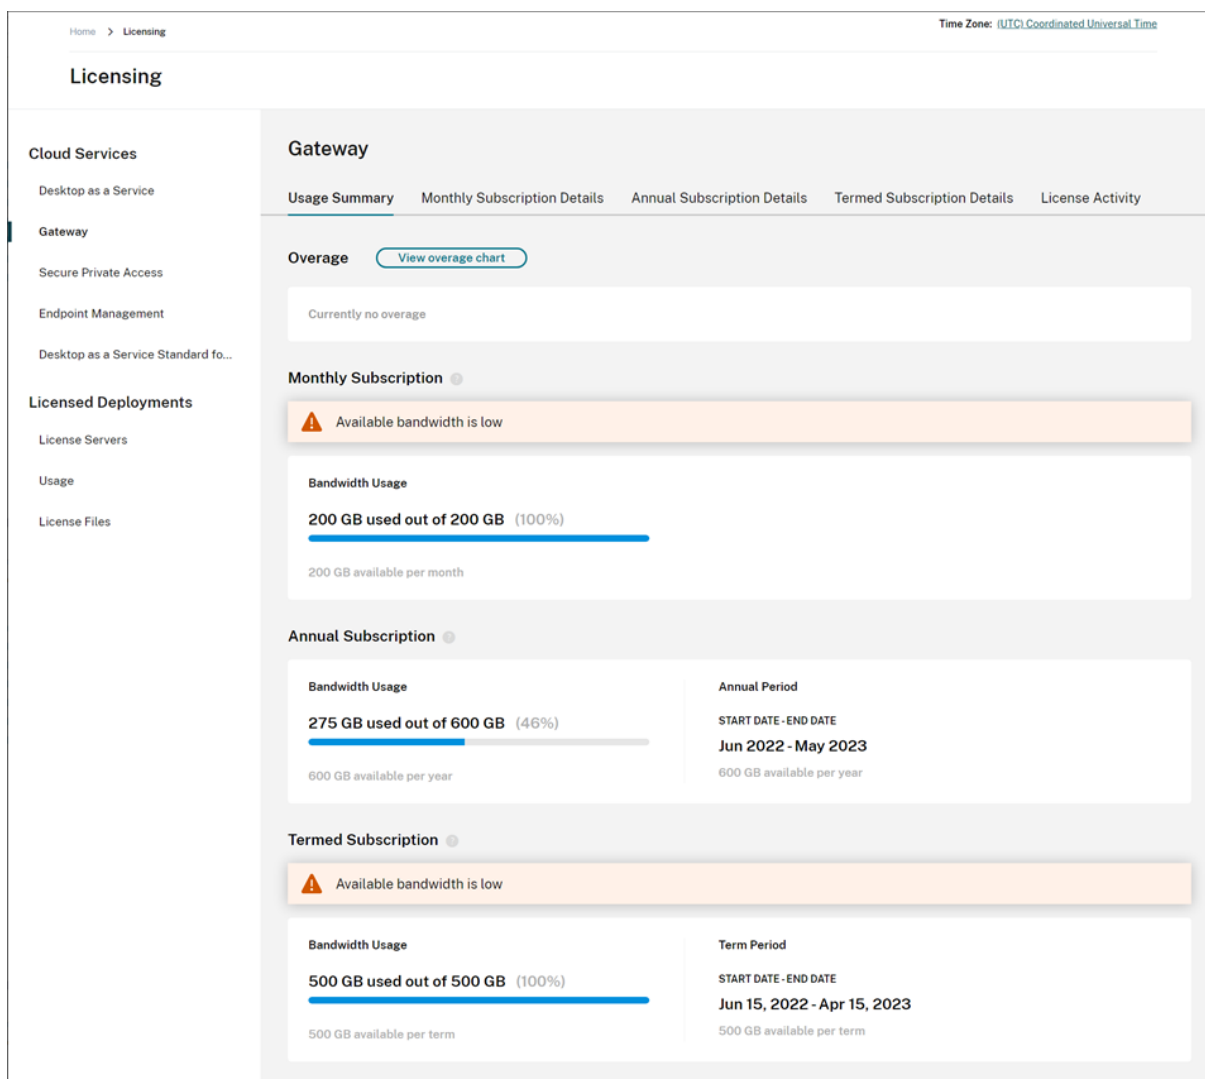 Home > Licensing
Time Zone: (UTC) Coordinated Universal Time
Licensing
Cloud Services
Desktop as a Service
Gateway
Secure Private Access
Endpoint Management
Desktop as a Service Standard fo...
Licensed Deployments
License Servers
Usage
License Files
Gateway
Usage Summary Monthly Subscription Details Annual Subscription Details Termed Subscription Details License Activity
Overage View overage chart
Currently no overage
Monthly Subscription ?
Available bandwidth is low
Bandwidth Usage
200 GB used out of 200 GB (100%)
200 GB available per month
Annual Subscription ?
Bandwidth Usage
275 GB used out of 600 GB (46%)
600 GB available per year
Annual Period
START DATE - END DATE
Jun 2022 - May 2023
600 GB available per year
Termed Subscription ?
Available bandwidth is low
Bandwidth Usage
500 GB used out of 500 GB (100%)
500 GB available per term
Term Period
START DATE - END DATE
Jun 15, 2022 - Apr 15, 2023
500 GB available per term